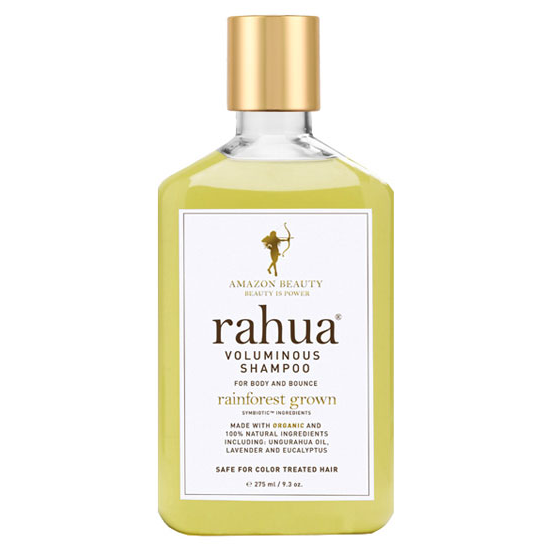 AMAZON BEAUTY
BEAUTY IS POWER
rahua®
VOLUMINOUS
SHAMPOO
FOR BODY AND BOUNCE
rainforest grown
SYMBIOTIC™ INGREDIENTS
MADE WITH ORGANIC AND
100% NATURAL INGREDIENTS
INCLUDING: UNGURAHUA OIL,
LAVENDER AND EUCALYPTUS
SAFE FOR COLOR TREATED HAIR
℮ 275 ml / 9.3 oz.